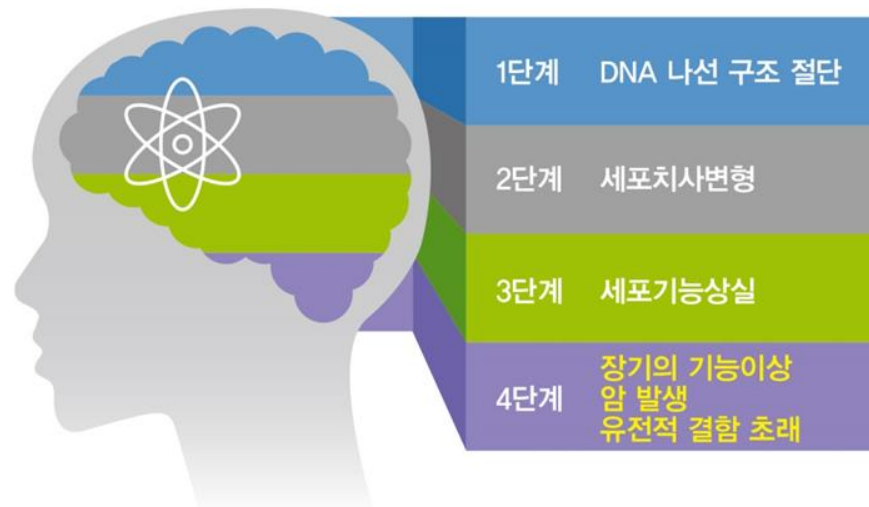 1단계 DNA 나선 구조 절단
2단계 세포치사변형
3단계 세포기능상실
4단계 장기의 기능이상
암 발생
유전적 결함 초래